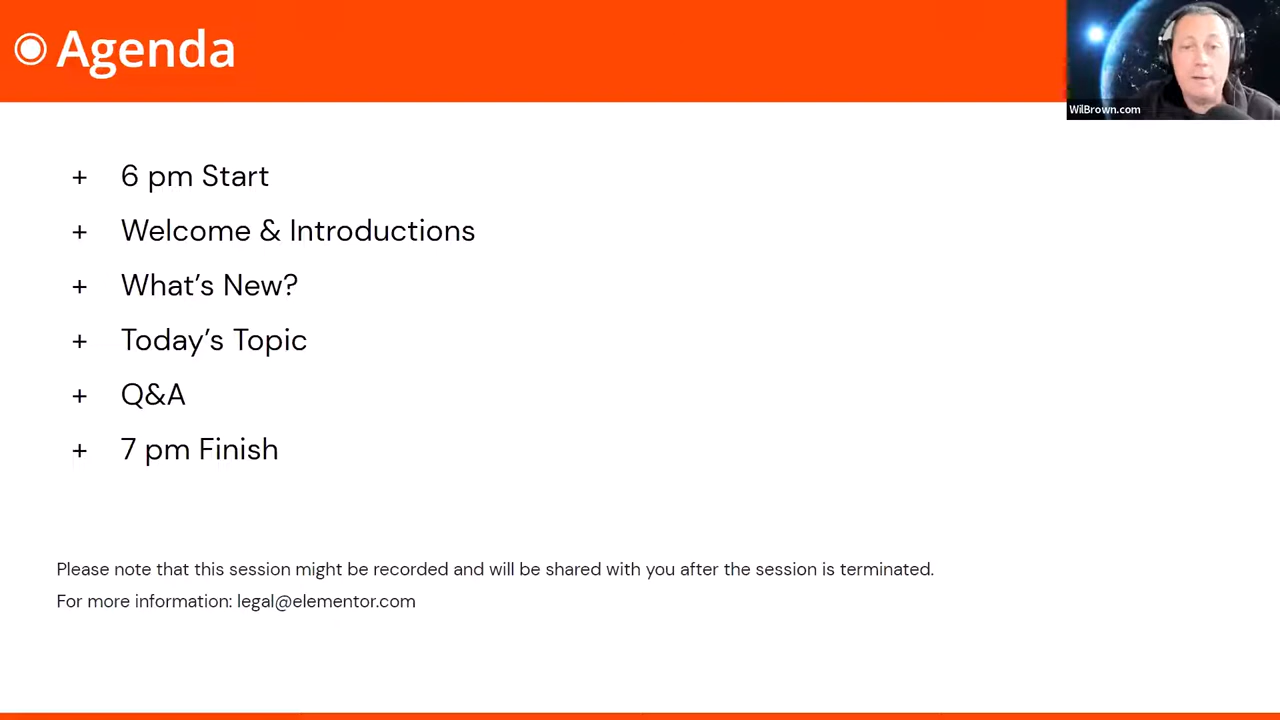 Agenda
WilBrown.com
+ 6 pm Start
+ Welcome & Introductions
+ What’s New?
+ Today’s Topic
+ Q&A
+ 7 pm Finish
Please note that this session might be recorded and will be shared with you after the session is terminated.
For more information: legal@elementor.com